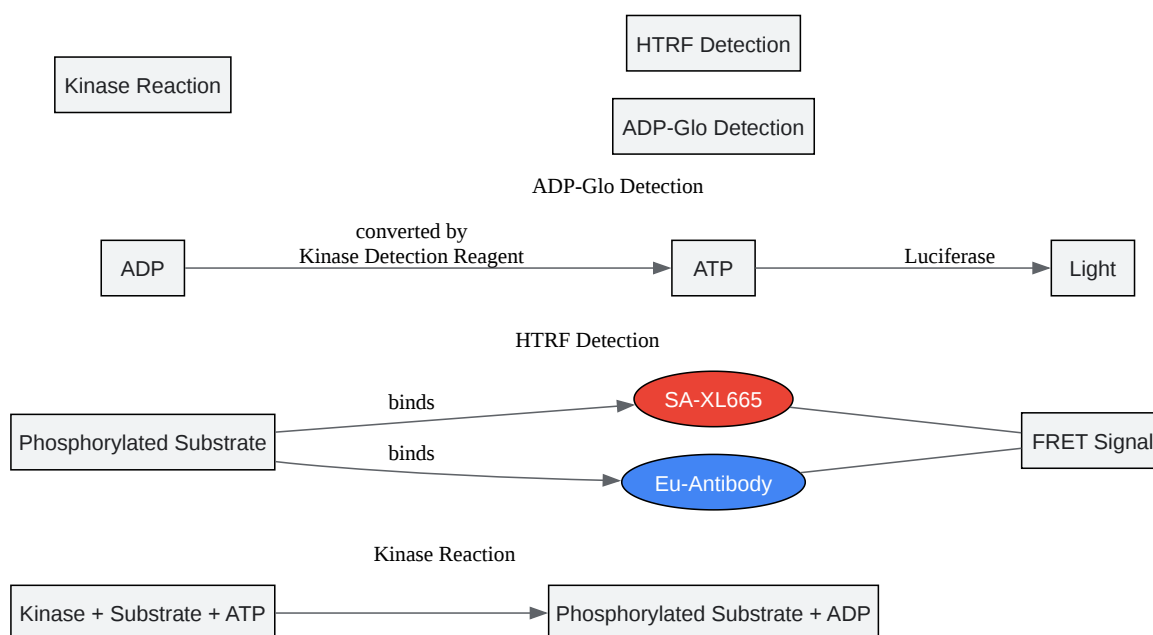 HTRF Detection
Kinase Reaction
ADP-Glo Detection
ADP-Glo Detection
converted by
Kinase Detection Reagent
Luciferase
ADP
ATP
Light
HTRF Detection
binds
SA-XL665
Phosphorylated Substrate
FRET Signal
binds
Eu-Antibody
Kinase Reaction
Kinase + Substrate + ATP
Phosphorylated Substrate + ADP